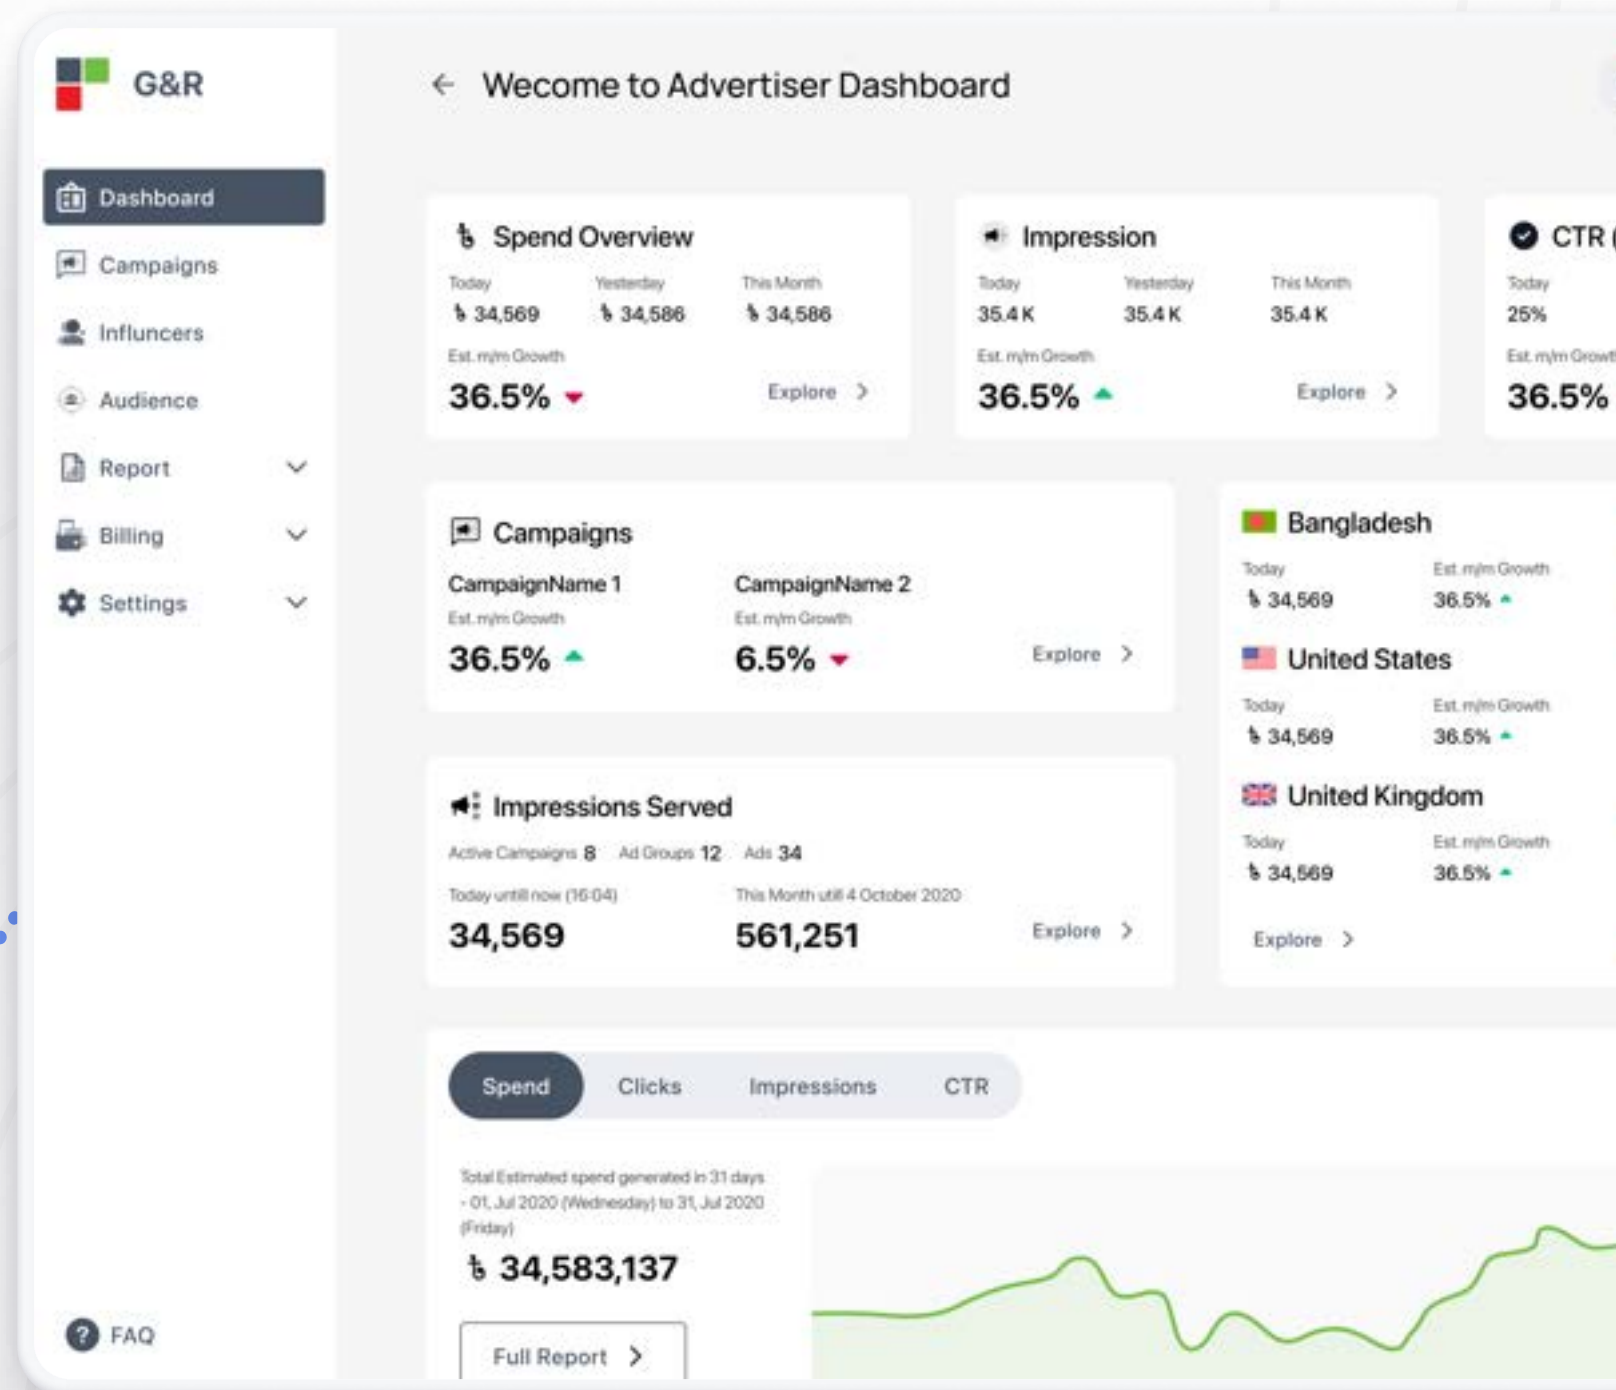 G&R
Dashboard
Campaigns
Influncers
Audience
Report
Billing
Settings
FAQ
← Wecome to Advertiser Dashboard
৳ Spend Overview
Today Yesterday This Month
৳ 34,569 ৳ 34,586 ৳ 34,586
Est. m/m Growth
36.5% Explore >
Impression
Today Yesterday This Month
35.4 K 35.4 K 35.4 K
Est. m/m Growth
36.5% Explore >
CTR (
Today
25%
Est. m/m Growth
36.5%
Campaigns
CampaignName 1 CampaignName 2
Est. m/m Growth Est. m/m Growth
36.5% 6.5% Explore >
Bangladesh
Today Est. m/m Growth
৳ 34,569 36.5%
United States
Today Est. m/m Growth
৳ 34,569 36.5%
United Kingdom
Today Est. m/m Growth
৳ 34,569 36.5%
Explore >
Impressions Served
Active Campaigns 8 Ad Groups 12 Ads 34
Today untill now (16:04) This Month utill 4 October 2020
34,569 561,251 Explore >
Spend Clicks Impressions CTR
Total Estimated spend generated in 31 days
- 01, Jul 2020 (Wednesday) to 31, Jul 2020
(Friday)
৳ 34,583,137
Full Report >